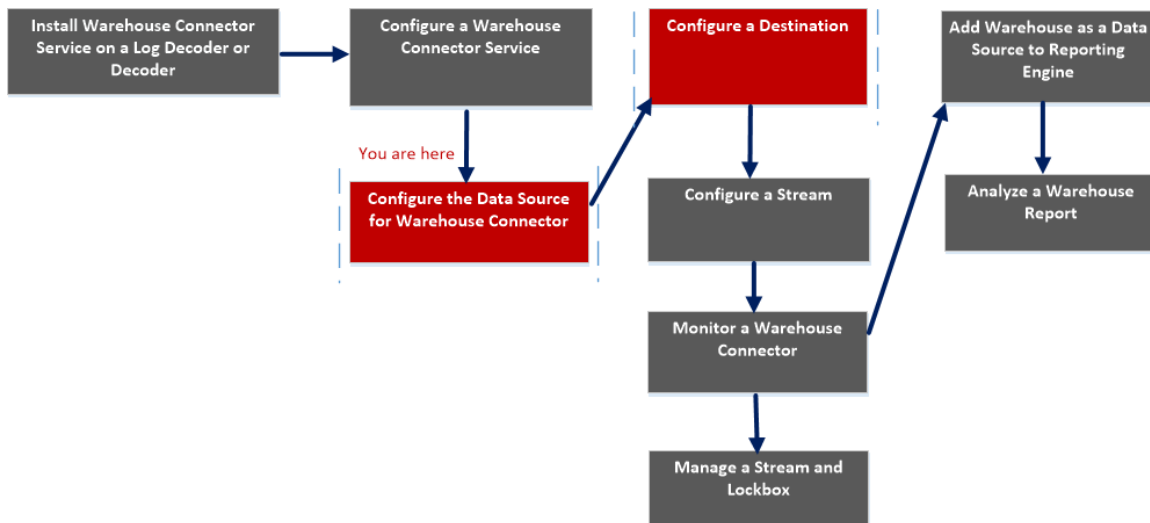 Install Warehouse Connector
Service on a Log Decoder or
Decoder
Configure a Warehouse
Connector Service
You are here
Configure the Data Source
for Warehouse Connector
Configure a Destination
Configure a Stream
Monitor a Warehouse
Connector
Manage a Stream and
Lockbox
Add Warehouse as a Data
Source to Reporting
Engine
Analyze a Warehouse
Report